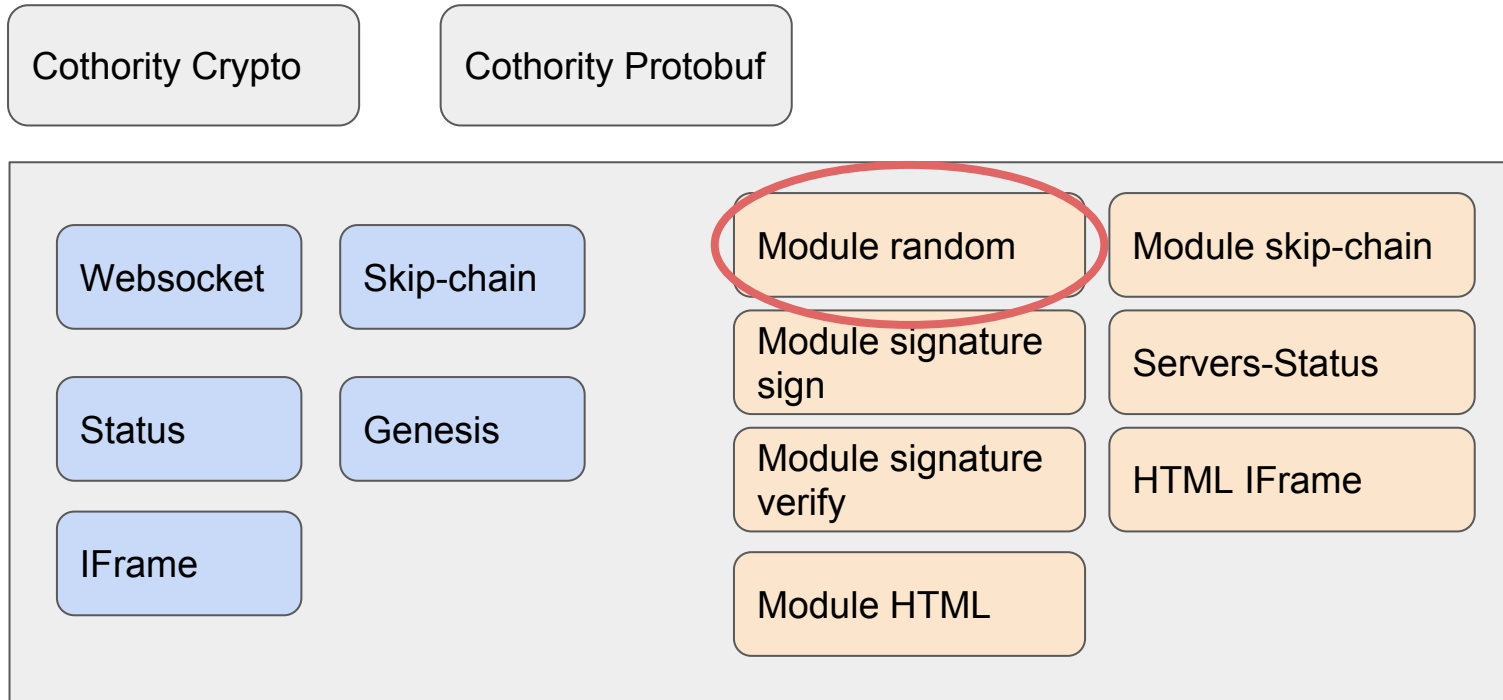 Cothority Crypto
Cothority Protobuf
Websocket
Skip-chain
Status
Genesis
IFrame
Module random
Module skip-chain
Module signature
sign
Servers-Status
Module signature
verify
HTML IFrame
Module HTML